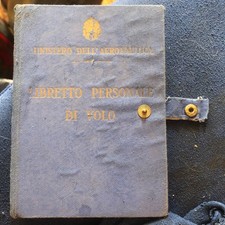 MINISTERO DELL'AERONAUTICA
LIBRETTO PERSONALE
DI VOLO